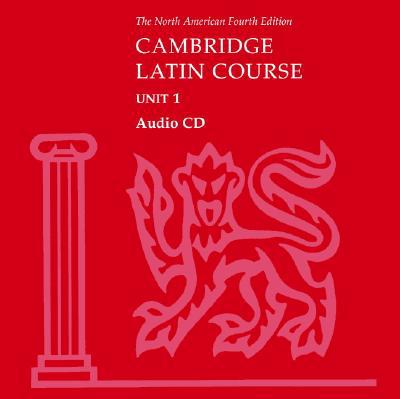 The North American Fourth Edition
CAMBRIDGE
LATIN COURSE
UNIT 1
Audio CD